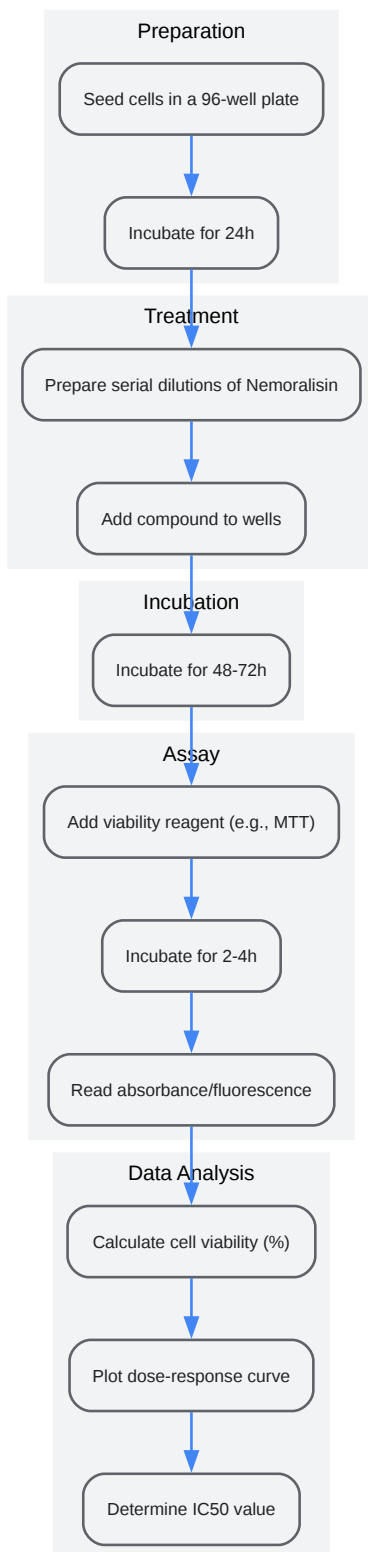 Preparation
Seed cells in a 96-well plate
Incubate for 24h
Treatment
Prepare serial dilutions of Nemoralisin
Add compound to wells
Incubation
Incubate for 48-72h
Assay
Add viability reagent (e.g., MTT)
Incubate for 2-4h
Read absorbance/fluorescence
Data Analysis
Calculate cell viability (%)
Plot dose-response curve
Determine IC50 value